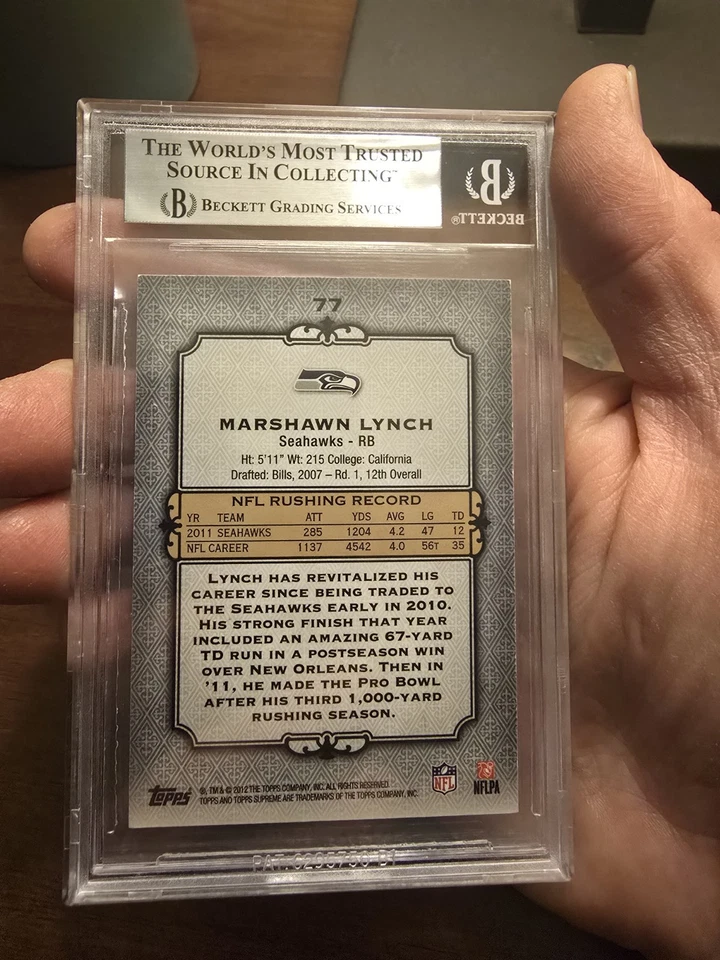 THE WORLD'S MOST TRUSTED
SOURCE IN COLLECTING™
B BECKETT GRADING SERVICES
B
BECKETT®
77
MARSHAWN LYNCH
Seahawks - RB
Ht: 5'11" Wt: 215 College: California
Drafted: Bills, 2007 – Rd. 1, 12th Overall
NFL RUSHING RECORD
YR TEAM ATT YDS AVG LG TD
2011 SEAHAWKS 285 1204 4.2 47 12
NFL CAREER 1137 4542 4.0 56T 35
LYNCH HAS REVITALIZED HIS
CAREER SINCE BEING TRADED TO
THE SEAHAWKS EARLY IN 2010.
HIS STRONG FINISH THAT YEAR
INCLUDED AN AMAZING 67-YARD
TD RUN IN A POSTSEASON WIN
OVER NEW ORLEANS. THEN IN
'11, HE MADE THE PRO BOWL
AFTER HIS THIRD 1,000-YARD
RUSHING SEASON.
topps
®, TM & © 2012 THE TOPPS COMPANY, INC. ALL RIGHTS RESERVED.
TOPPS AND TOPPS SUPREME ARE TRADEMARKS OF THE TOPPS COMPANY, INC.
NFL
NFLPA